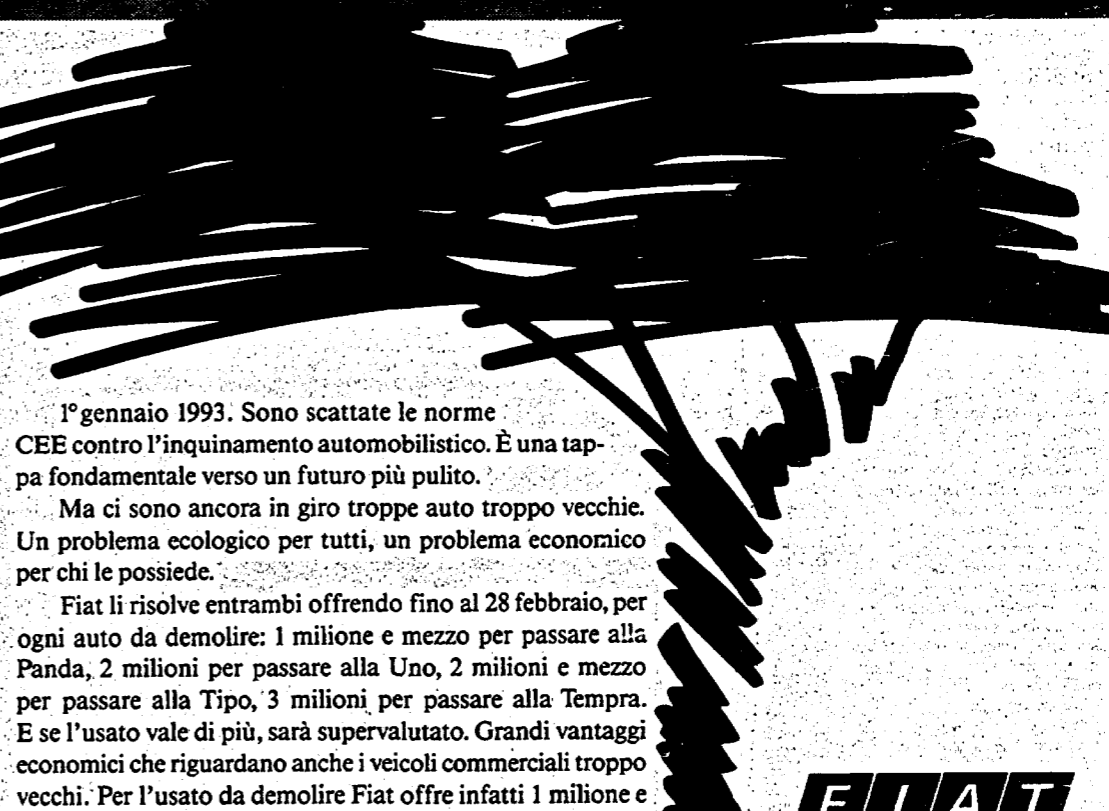 1° gennaio 1993. Sono scattate le norme
CEE contro l'inquinamento automobilistico. È una tap-
pa fondamentale verso un futuro più pulito.
Ma ci sono ancora in giro troppe auto troppo vecchie.
Un problema ecologico per tutti, un problema economico
per chi le possiede.
Fiat li risolve entrambi offrendo fino al 28 febbraio, per
ogni auto da demolire: 1 milione e mezzo per passare alla
Panda, 2 milioni per passare alla Uno, 2 milioni e mezzo
per passare alla Tipo, 3 milioni per passare alla Tempra.
E se l'usato vale di più, sarà supervalutato. Grandi vantaggi
economici che riguardano anche i veicoli commerciali troppo
vecchi. Per l'usato da demolire Fiat offre infatti 1 milione e
FIAT